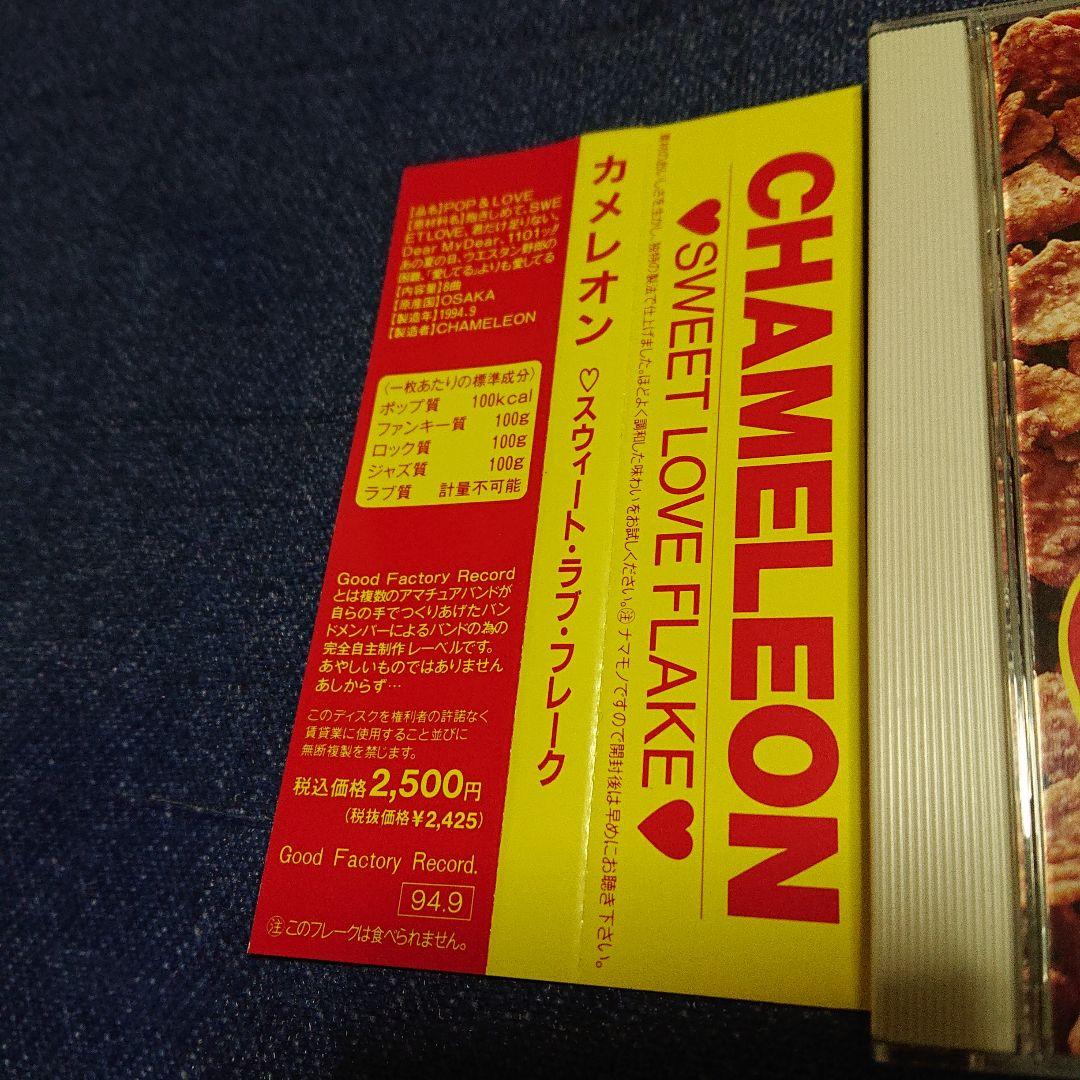 CHAMELEON
♥SWEET LOVE FLAKE♥
素材のおいしさを生かし、独特の製法で仕上げました。ほどよく調和した味わいをお試しください。㊟ナマモノですので開封後は早めにお聴き下さい。
カメレオン ♡スウィート・ラブ・フレーク
【品名】POP&LOVE
【原材料名】抱きしめて、SWE
ET LOVE、君だけ足りない、
Dear My Dear、1101ッ!!
あの夏の日、ウエスタン野郎の
困難、「愛してる」よりも愛してる
【内容量】8曲
【原産国】OSAKA
【製造年】1994.9
【製造者】CHAMELEON
〈一枚あたりの標準成分〉
ポップ質 100kcal
ファンキー質 100g
ロック質 100g
ジャズ質 100g
ラブ質 計量不可能
Good Factory Record
とは複数のアマチュアバンドが
自らの手でつくりあげたバン
ドメンバーによるバンドの為の
完全自主制作レーベルです。
あやしいものではありません
あしからず…
このディスクを権利者の許諾なく
賃貸業に使用すること並びに
無断複製を禁じます。
税込価格2,500円
(税抜価格¥2,425)
Good Factory Record.
94.9
㊟このフレークは食べられません。